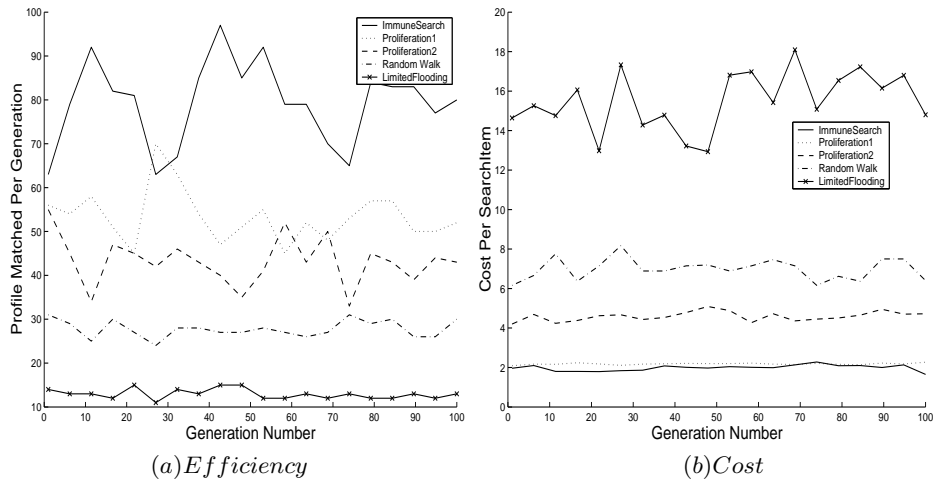 100
90
80
70
60
50
40
30
20
10
Profile Matched Per Generation
ImmuneSearch
Proliferation1
Proliferation2
Random Walk
LimitedFlooding
0 10 20 30 40 50 60 70 80 90 100
Generation Number
(a)Efficiency
20
18
16
14
12
10
8
6
4
2
0
Cost Per SearchItem
ImmuneSearch
Proliferation1
Proliferation2
Random Walk
LimitedFlooding
0 10 20 30 40 50 60 70 80 90 100
Generation Number
(b)Cost